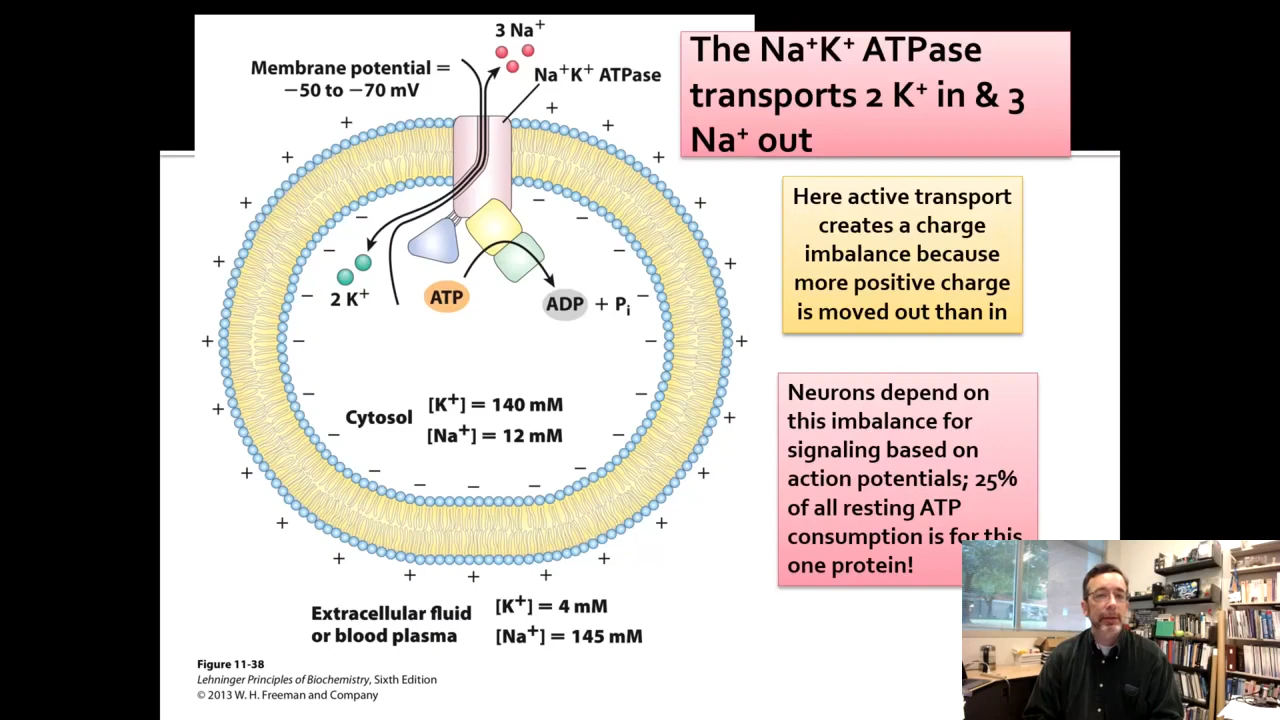 3 Na+
Membrane potential =
−50 to −70 mV
Na+K+ ATPase
The Na+K+ ATPase
transports 2 K+ in & 3
Na+ out
Here active transport
creates a charge
imbalance because
more positive charge
is moved out than in
2 K+
ATP
ADP + Pi
Cytosol
[K+] = 140 mM
[Na+] = 12 mM
Neurons depend on
this imbalance for
signaling based on
action potentials; 25%
of all resting ATP
consumption is for this
one protein!
Extracellular fluid
or blood plasma
[K+] = 4 mM
[Na+] = 145 mM
Figure 11-38
Lehninger Principles of Biochemistry, Sixth Edition
© 2013 W. H. Freeman and Company